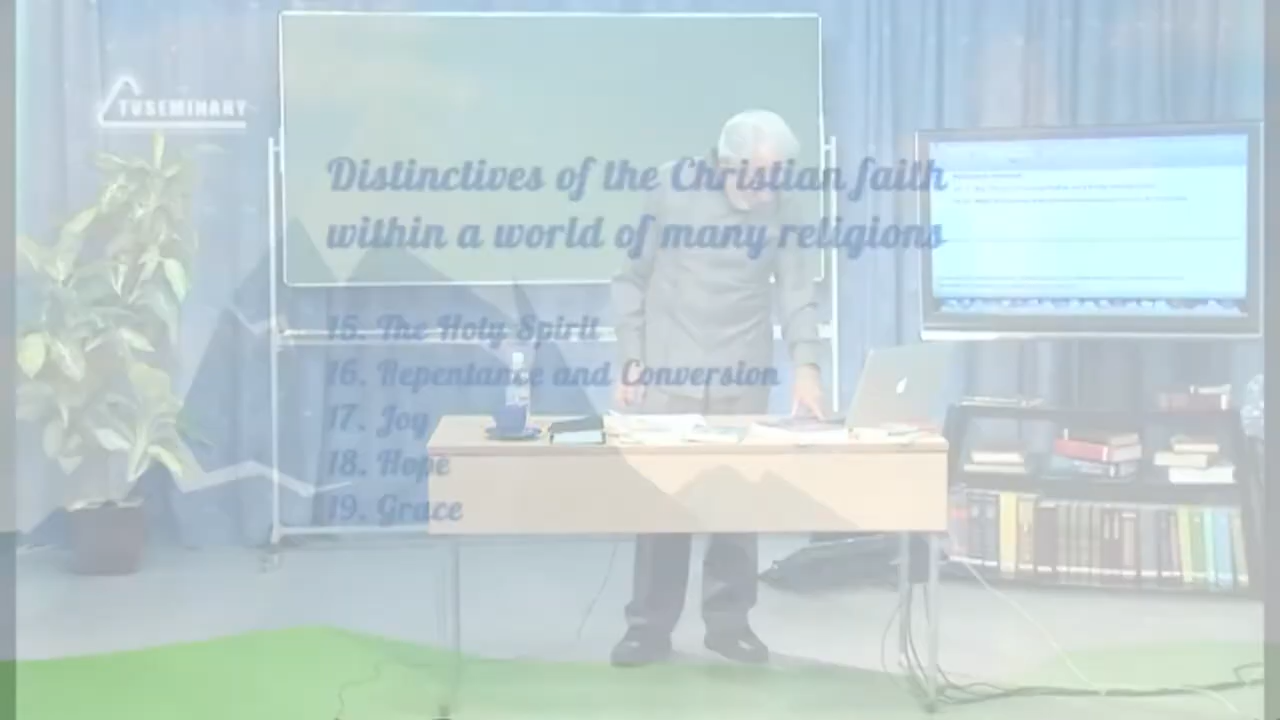 TUSEMINARY
Distinctives of the Christian faith
within a world of many religions
15. The Holy Spirit
16. Repentance and Conversion
17. Joy
18. Hope
19. Grace